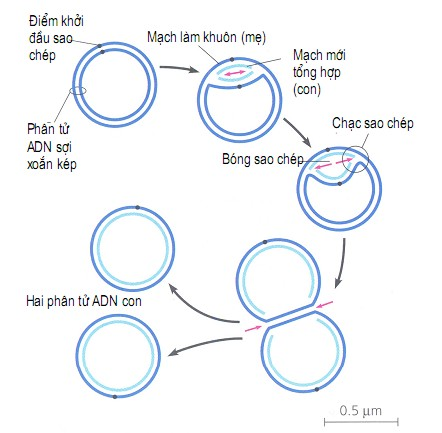 Điểm khởi
đầu sao
chép
Mạch làm khuôn (mẹ)
Mạch mới
tổng hợp
(con)
Phân tử
ADN sợi
xoắn kép
Chạc sao chép
Bóng sao chép
Hai phân tử ADN con
0.5 μm